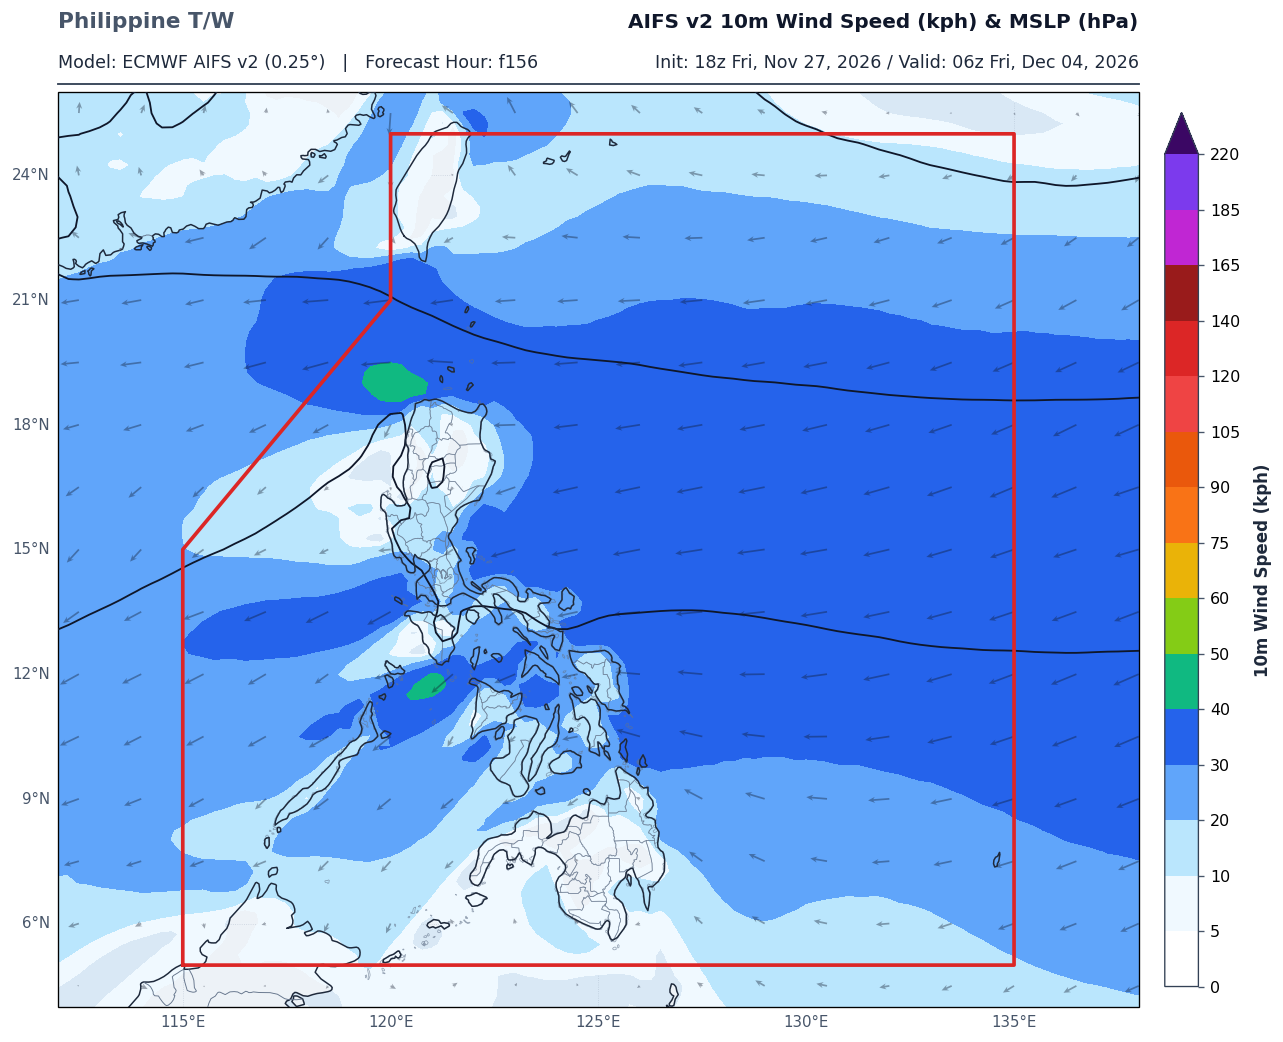 Philippine T/W
AIFS v2 10m Wind Speed (kph) & MSLP (hPa)
Model: ECMWF AIFS v2 (0.25°) | Forecast Hour: f156
Init: 18z Fri, Nov 27, 2026 / Valid: 06z Fri, Dec 04, 2026
24°N
21°N
18°N
15°N
12°N
9°N
6°N
115°E
120°E
125°E
130°E
135°E
220
185
165
140
120
105
90
75
60
50
40
30
20
10
5
0
10m Wind Speed (kph)